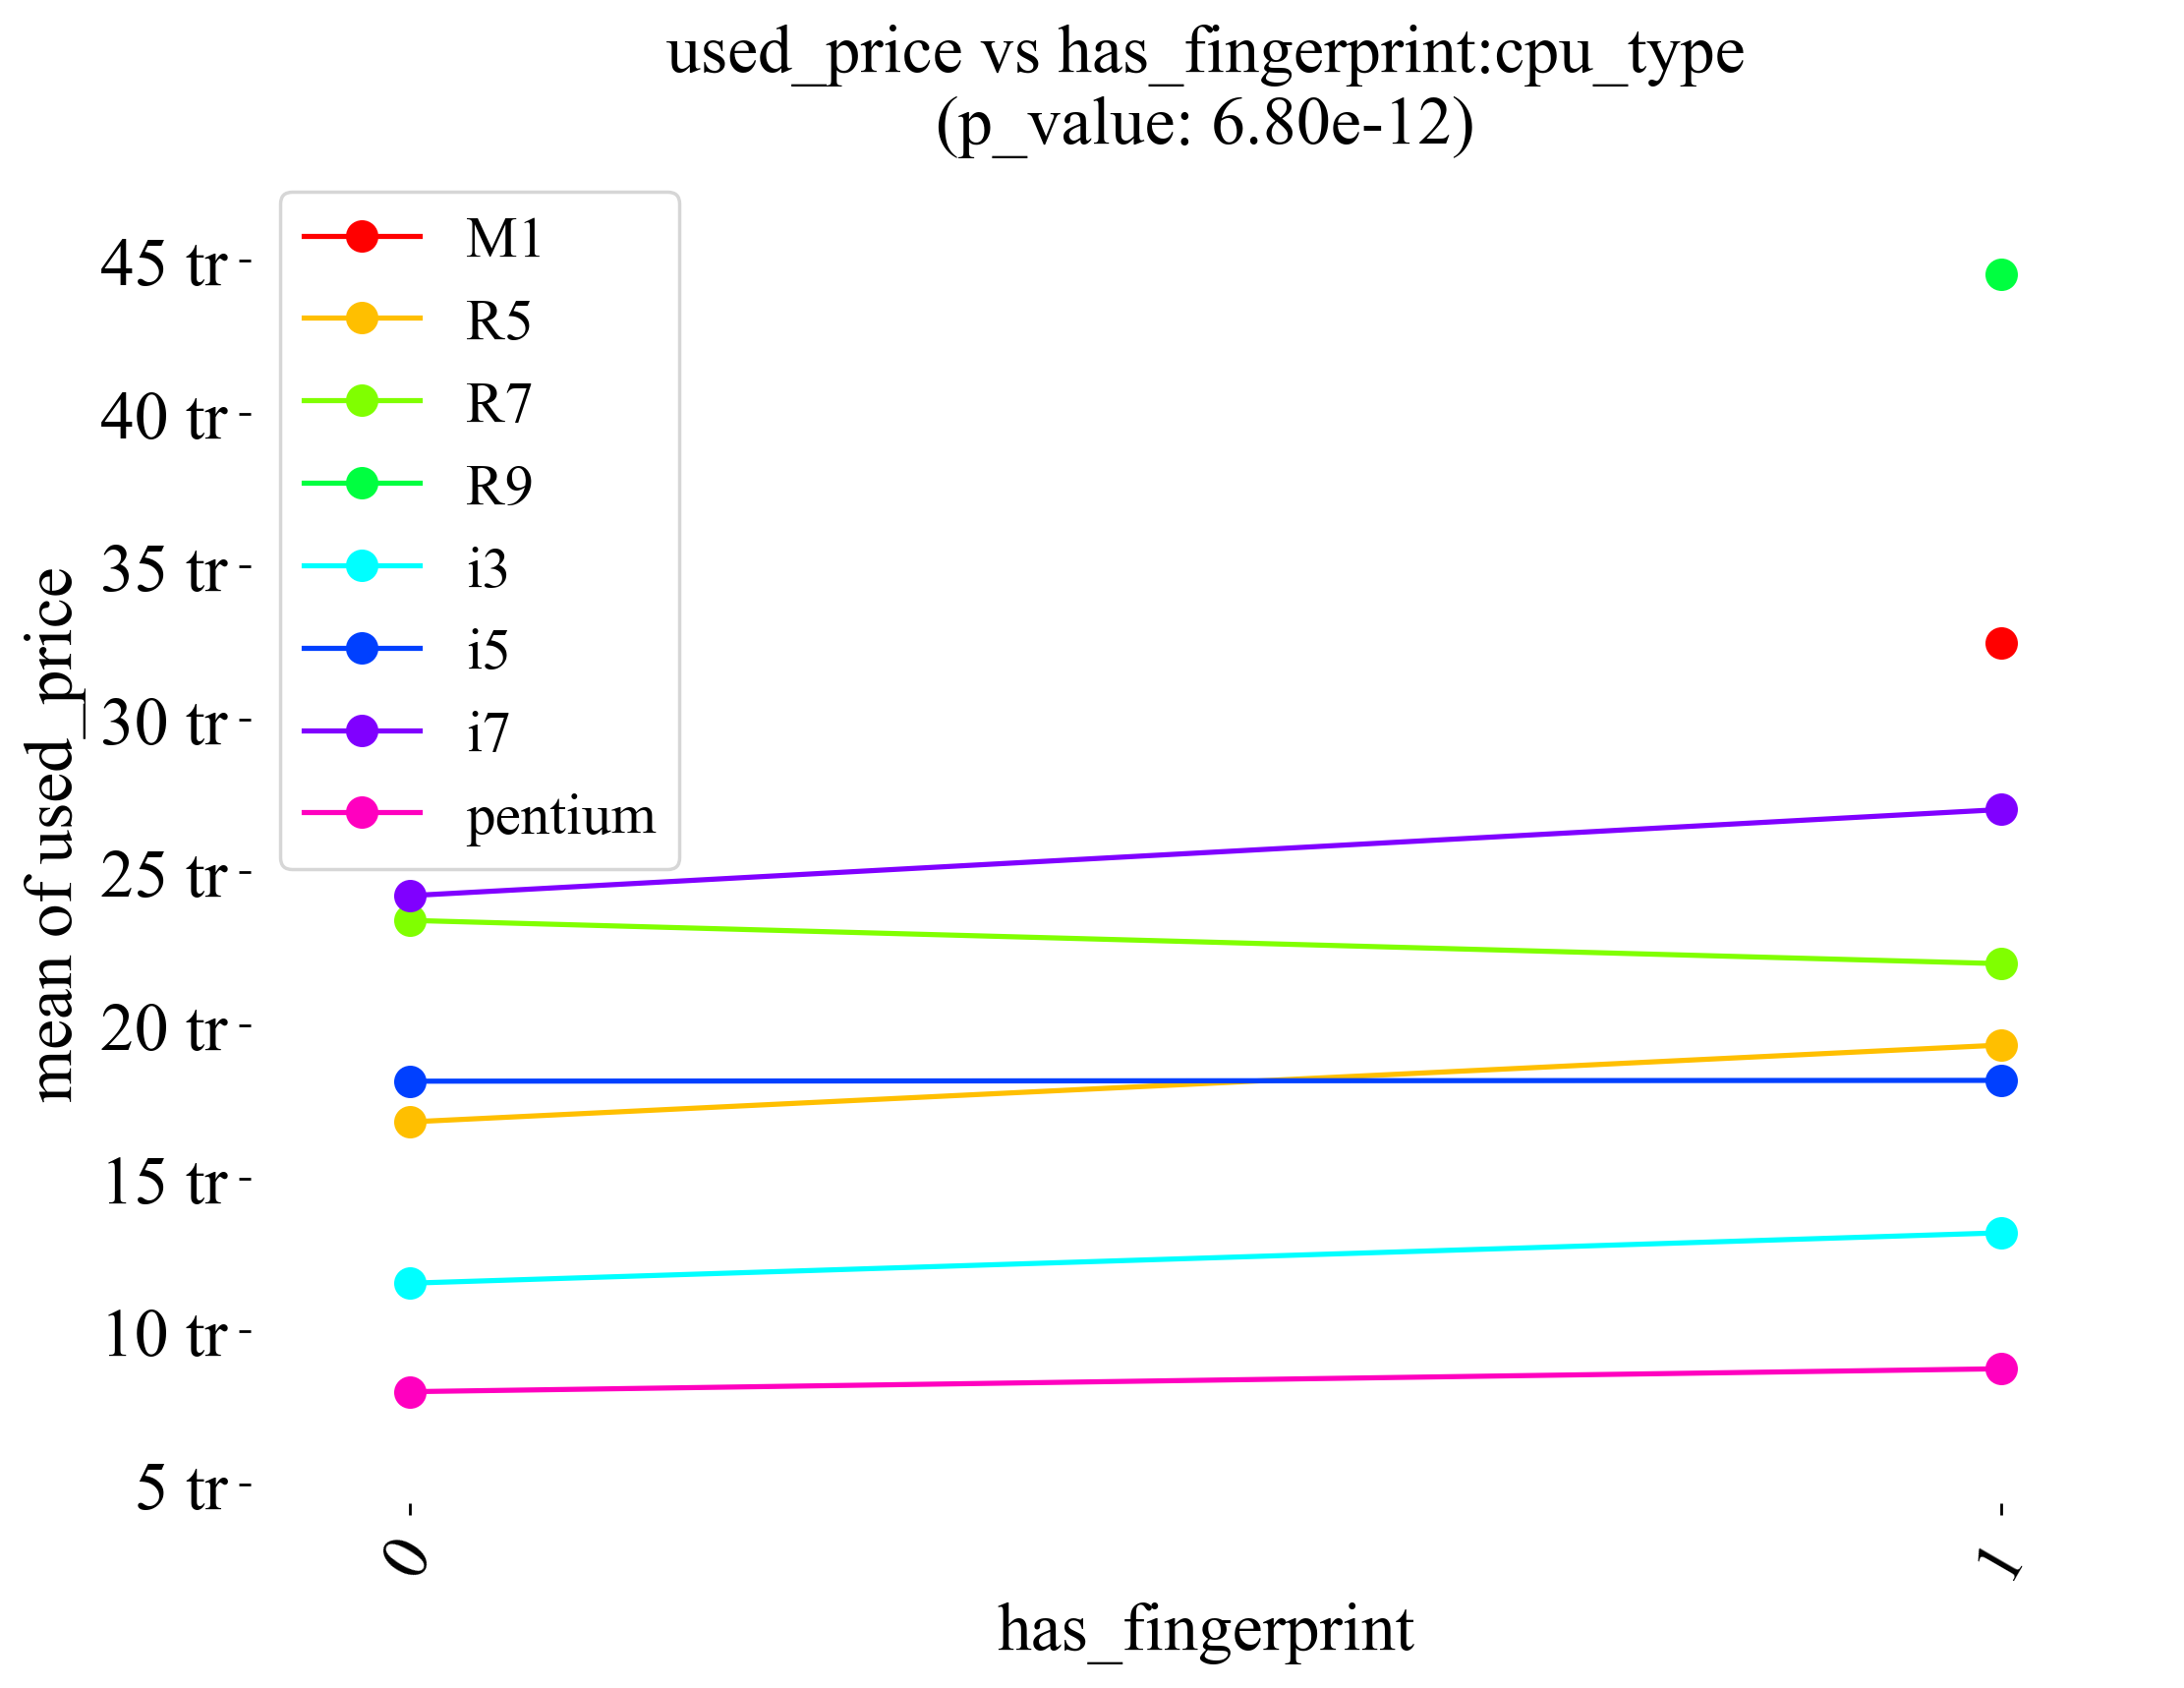 used_price vs has_fingerprint:cpu_type
(p_value: 6.80e-12)
M1
R5
R7
R9
i3
i5
i7
pentium
45 tr
40 tr
35 tr
30 tr
25 tr
20 tr
15 tr
10 tr
5 tr
mean of used_price
0
1
has_fingerprint